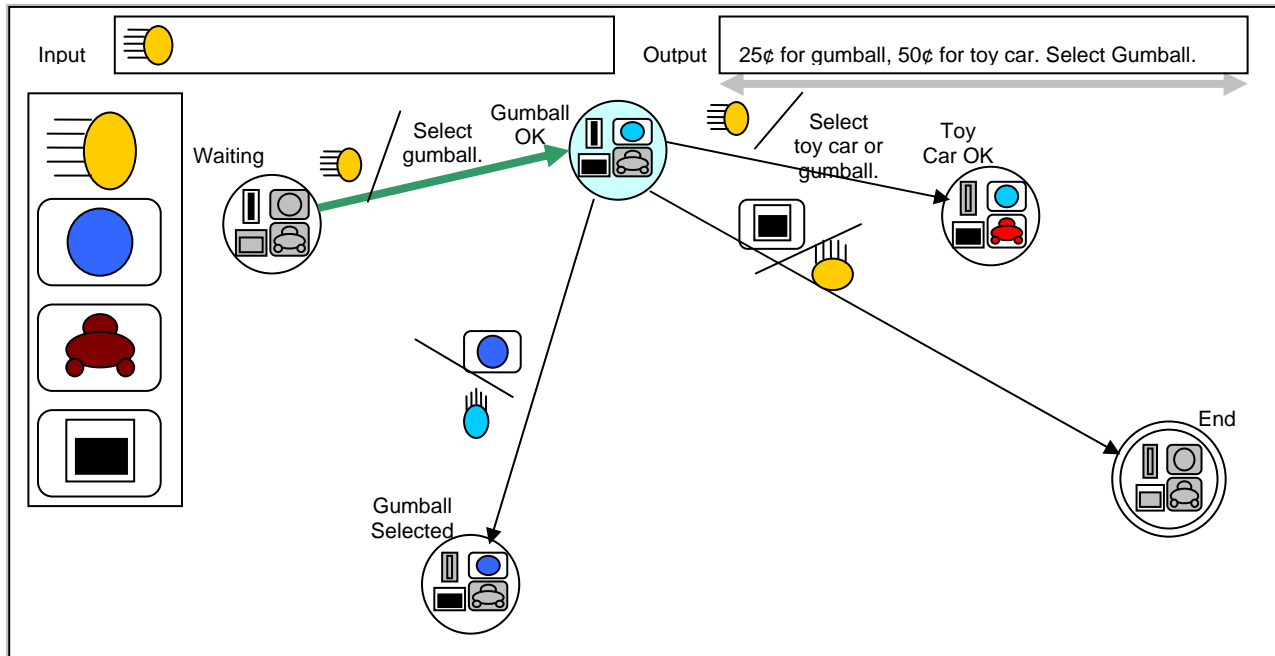 Input
Output
25¢ for gumball, 50¢ for toy car. Select Gumball.
Waiting
Select
gumball.
Gumball
OK
Select
toy car or
gumball.
Toy
Car OK
End
Gumball
Selected